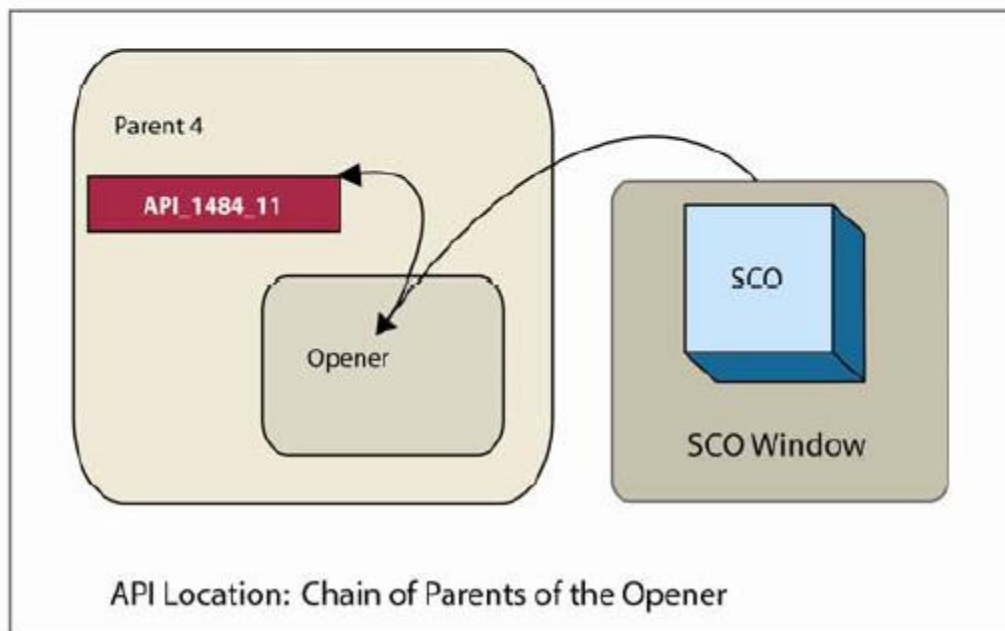 Parent 4
API_1484_11
Opener
SCO
SCO Window
API Location: Chain of Parents of the Opener